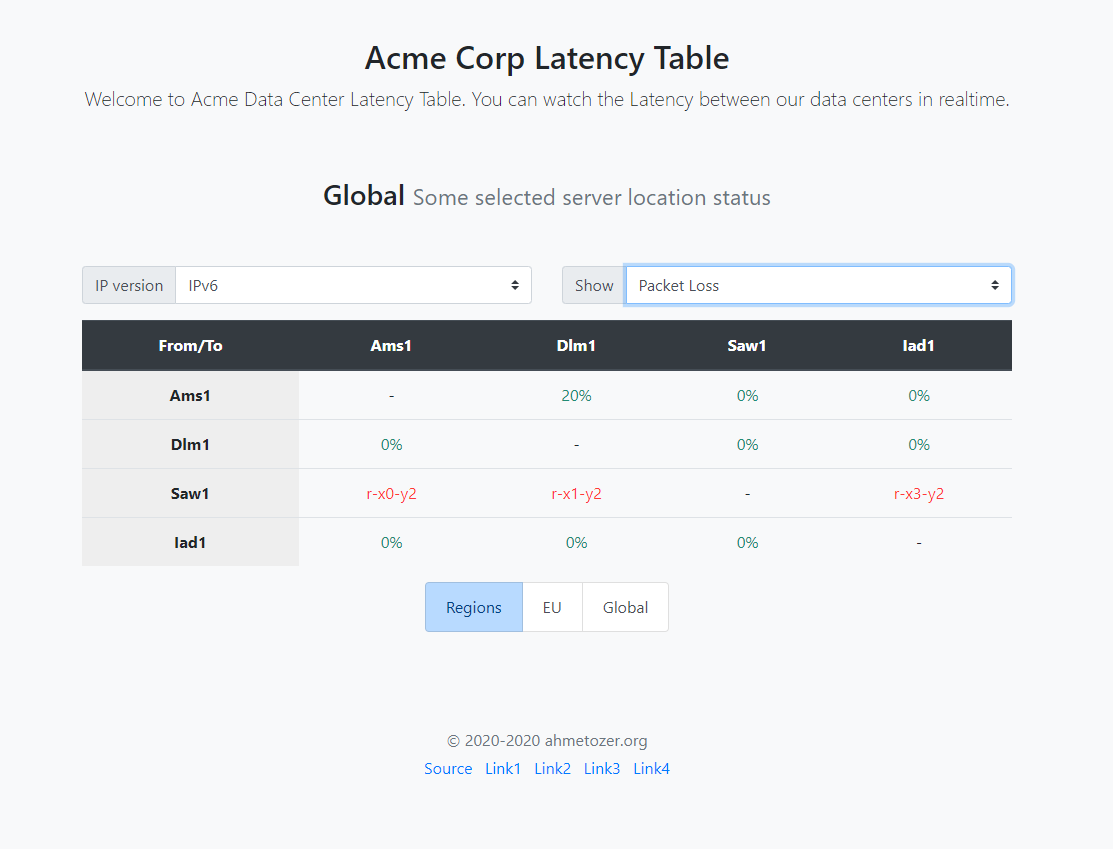 Acme Corp Latency Table
Welcome to Acme Data Center Latency Table. You can watch the Latency between our data centers in realtime.
Global Some selected server location status
IP version IPv6 Show Packet Loss
From/To Ams1 Dlm1 Saw1 Iad1
Ams1 - 20% 0% 0%
Dlm1 0% - 0% 0%
Saw1 r-x0-y2 r-x1-y2 - r-x3-y2
Iad1 0% 0% 0% -
Regions EU Global
© 2020-2020 ahmetozer.org
Source Link1 Link2 Link3 Link4